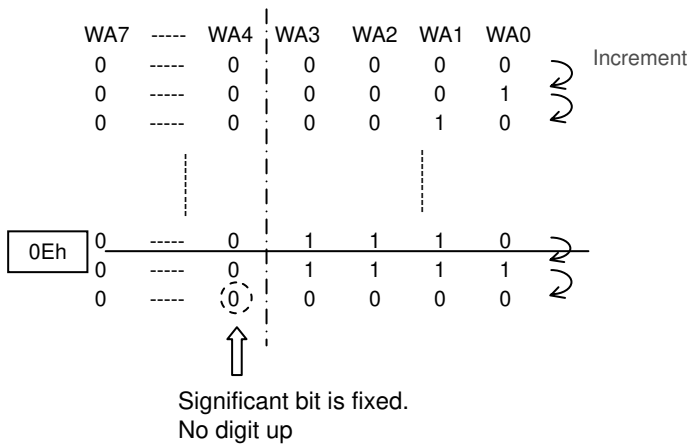 WA7 ----- WA4 WA3 WA2 WA1 WA0
0 ----- 0 0 0 0 0 Increment
0 ----- 0 0 0 0 1
0 ----- 0 0 0 1 0
0Eh 0 ----- 0 1 1 1 0
0 ----- 0 1 1 1 1
0 ----- 0 0 0 0 0
Significant bit is fixed.
No digit up